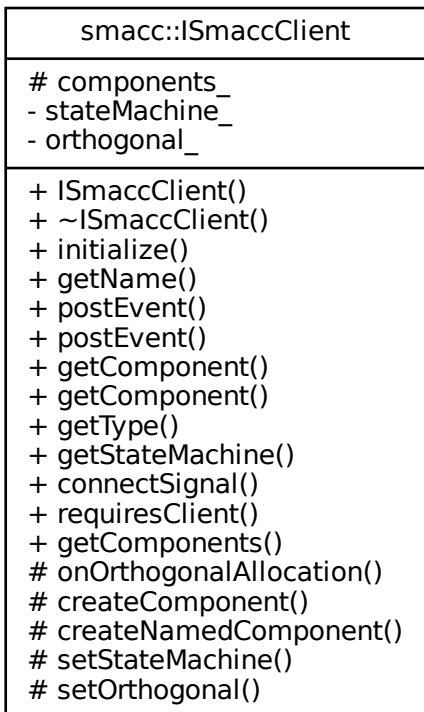 smacc::ISmaccClient
# components_
- stateMachine_
- orthogonal_
+ ISmaccClient()
+ ~ISmaccClient()
+ initialize()
+ getName()
+ postEvent()
+ postEvent()
+ getComponent()
+ getComponent()
+ getType()
+ getStateMachine()
+ connectSignal()
+ requiresClient()
+ getComponents()
# onOrthogonalAllocation()
# createComponent()
# createNamedComponent()
# setStateMachine()
# setOrthogonal()